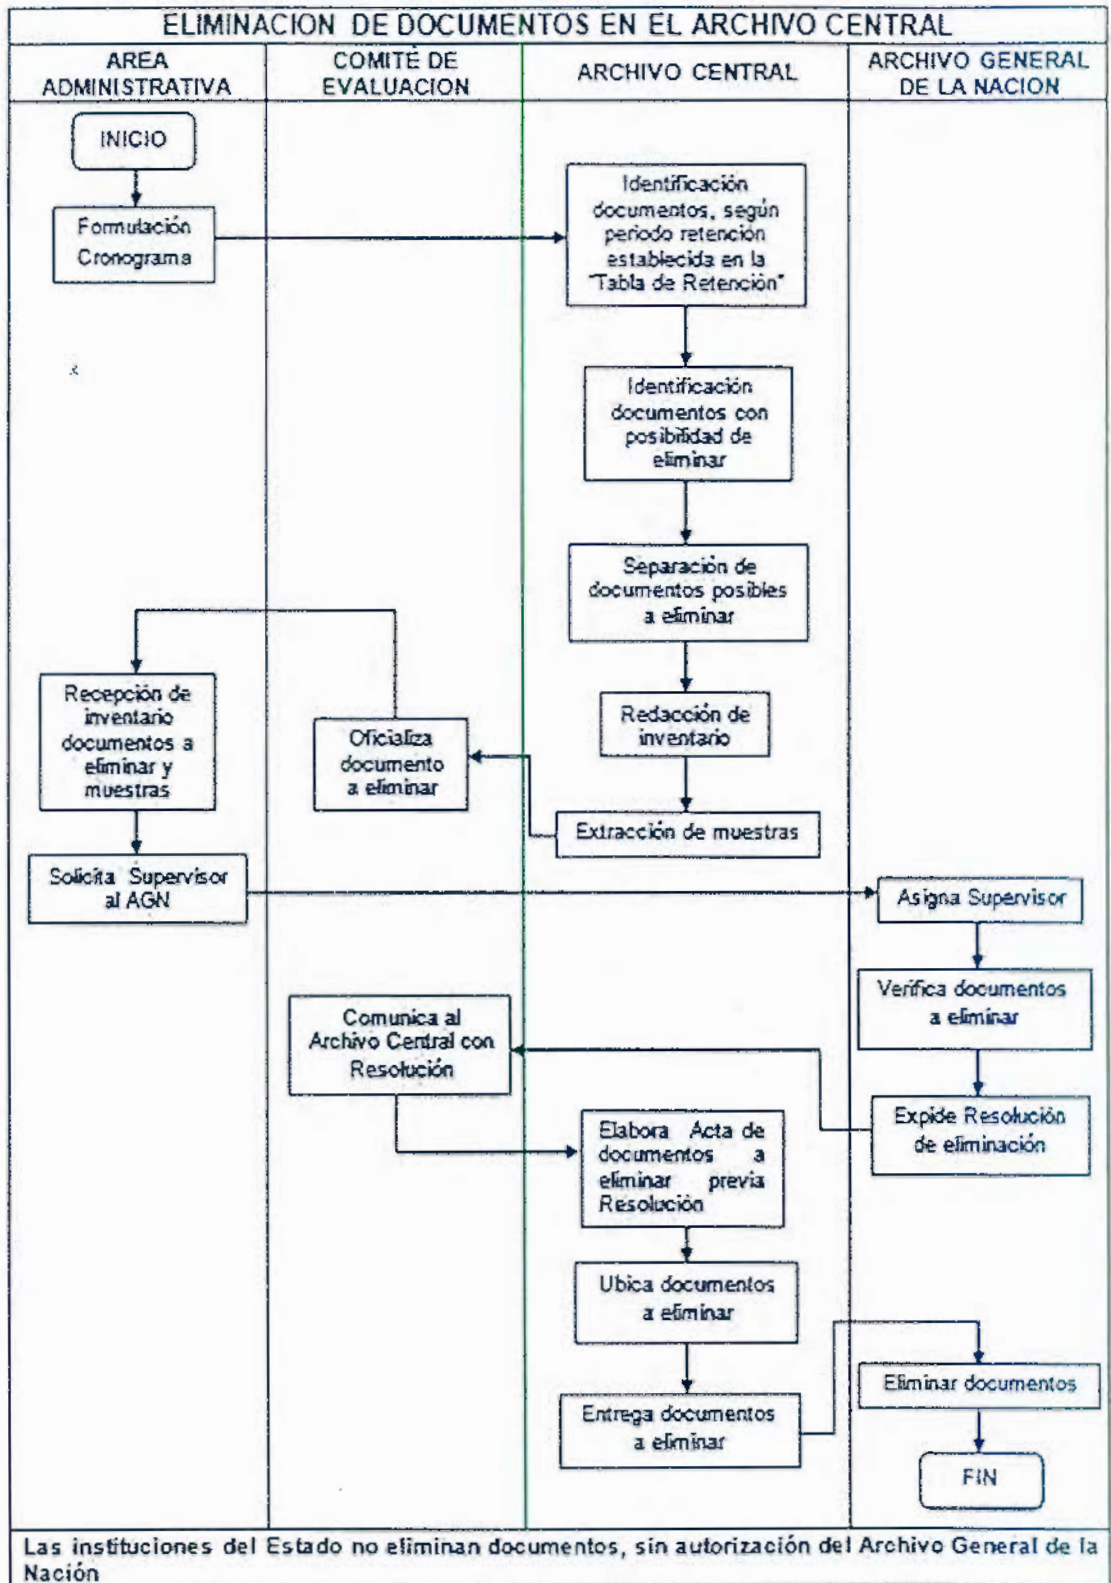 ELIMINACION DE DOCUMENTOS EN EL ARCHIVO CENTRAL
AREA
ADMINISTRATIVA
COMITÉ DE
EVALUACION
ARCHIVO CENTRAL
ARCHIVO GENERAL
DE LA NACION
INICIO
Formulación
Cronograma
Identificación
documentos, según
periodo retención
establecida en la
"Tabla de Retención"
Identificación
documentos con
posibilidad de
eliminar
Separación de
documentos posibles
a eliminar
Redacción de
inventario
Extracción de muestras
Oficializa
documento
a eliminar
Recepción de
inventario
documentos a
eliminar y
muestras
Solicita Supervisor
al AGN
Asigna Supervisor
Verifica documentos
a eliminar
Expide Resolución
de eliminación
Comunica al
Archivo Central con
Resolución
Elabora Acta de
documentos a
eliminar previa
Resolución
Ubica documentos
a eliminar
Entrega documentos
a eliminar
Eliminar documentos
FIN
Las instituciones del Estado no eliminan documentos, sin autorización del Archivo General de la
Nación